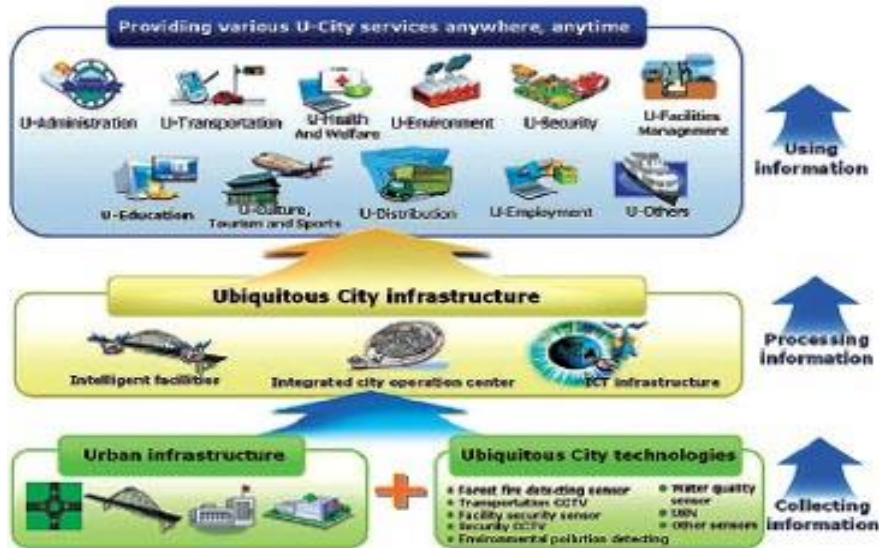 Providing various U-City services anywhere, anytime
U-Administration
U-Transportation
U-Health
And Welfare
U-Environment
U-Security
U-Facilities
Management
U-Education
U-Culture,
Tourism and Sports
U-Distribution
U-Employment
U-Others
Using
information
Ubiquitous City infrastructure
Intelligent facilities
Integrated city operation center
ICT infrastructure
Processing
information
Urban infrastructure
Ubiquitous City technologies
Forest fire detecting sensor
Transportation CCTV
Facility security sensor
Security CCTV
Environmental pollution detecting
Water quality
sensor
Other sensors
Collecting
information